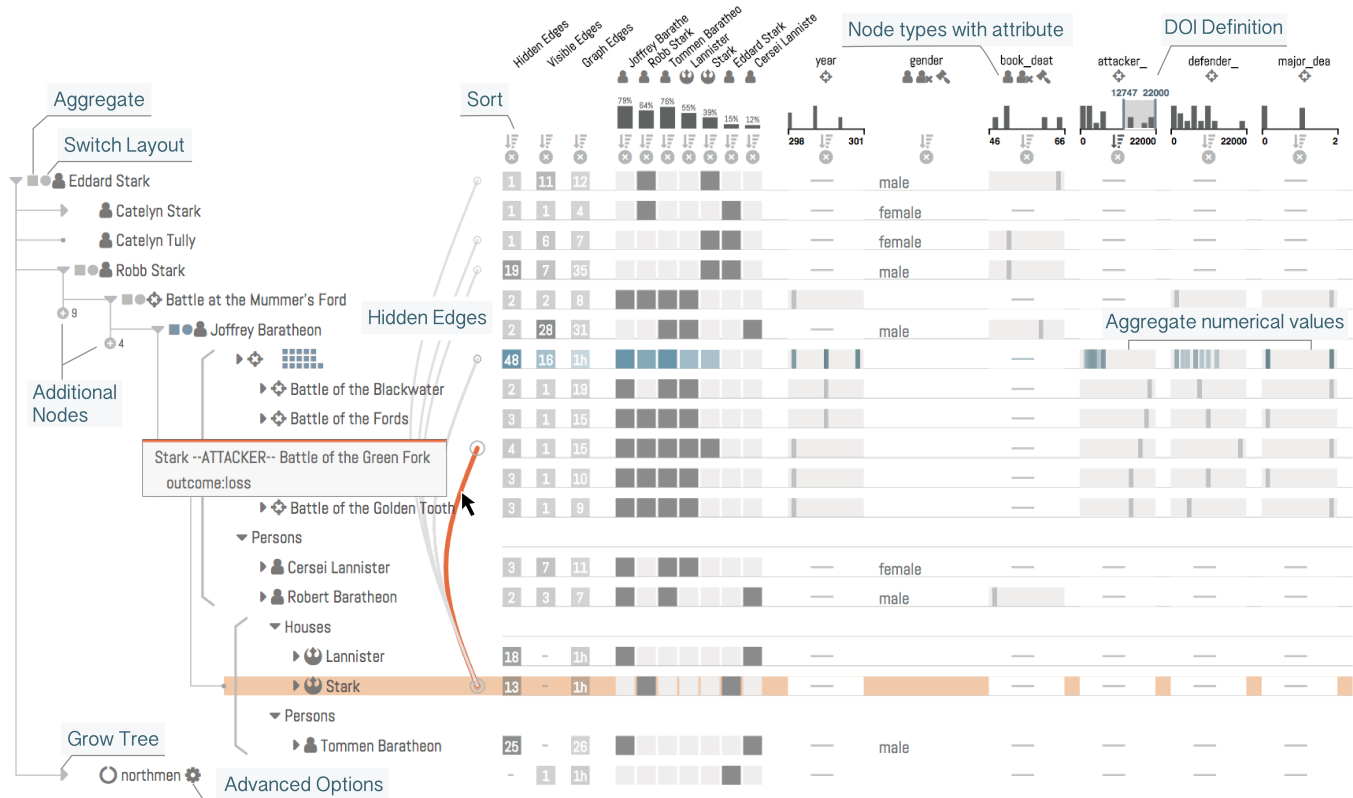 Hidden Edges
Visible Edges
Graph Edges
Joffrey Barathe
Robb Stark
Tommen Baratheo
Lannister
Stark
Eddard Stark
Cersei Lanniste
Node types with attribute
DOI Definition
year
gender
book_deat
attacker_
defender_
major_dea
Aggregate
Sort
79% 64% 76% 55% 39% 15% 12%
12747 22000
298 301
46 66
0 22000
0 22000
0 2
Switch Layout
Eddard Stark 1 11 12 male
Catelyn Stark 1 1 4 female
Catelyn Tully 1 6 7 female
Robb Stark 19 7 35 male
Battle at the Mummer's Ford 2 2 8
9
Hidden Edges
Joffrey Baratheon 2 28 31 male
4
Aggregate numerical values
46 16 1h
Additional
Nodes
Battle of the Blackwater 2 1 19
Battle of the Fords 3 1 15
Stark --ATTACKER-- Battle of the Green Fork
outcome:loss
4 1 15
3 1 10
Battle of the Golden Tooth 3 1 9
Persons
Cersei Lannister 3 7 11 female
Robert Baratheon 2 3 7 male
Houses
Lannister 18 - 1h
Stark 13 - 1h
Persons
Tommen Baratheon 25 - 26 male
Grow Tree
northmen - 1 1h
Advanced Options